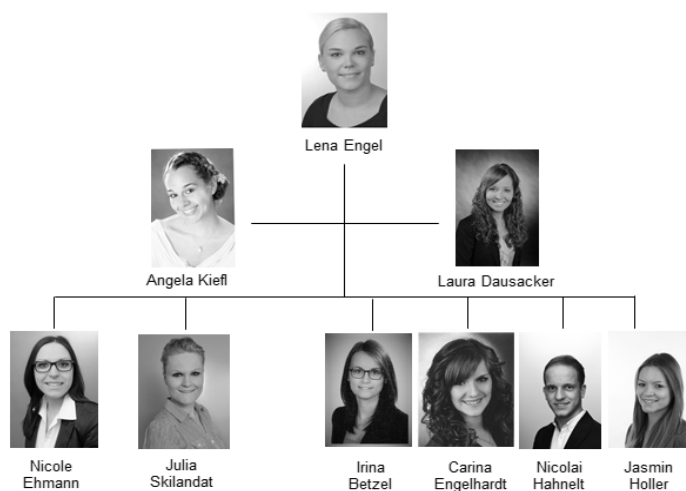 Lena Engel
Angela Kiefl
Laura Dausacker
Nicole
Ehmann
Julia
Skilandat
Irina
Betzel
Carina
Engelhardt
Nicolai
Hahnelt
Jasmin
Holler